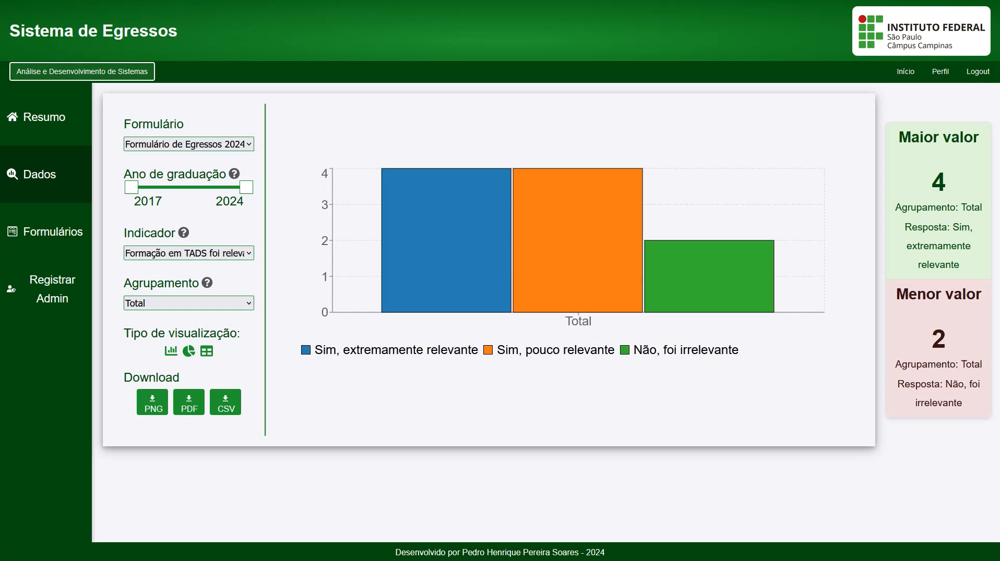 Sistema de Egressos
INSTITUTO FEDERAL
São Paulo
Câmpus Campinas
Análise e Desenvolvimento de Sistemas
Início
Perfil
Logout
Resumo
Dados
Formulários
Registrar
Admin
Formulário
Formulário de Egressos 2024
Ano de graduação
2017
2024
Indicador
Formação em TADS foi releva
Agrupamento
Total
Tipo de visualização:
Download
PNG
PDF
CSV
4
3
2
1
0
Total
Sim, extremamente relevante
Sim, pouco relevante
Não, foi irrelevante
Maior valor
4
Agrupamento: Total
Resposta: Sim,
extremamente
relevante
Menor valor
2
Agrupamento: Total
Resposta: Não, foi
irrelevante
Desenvolvido por Pedro Henrique Pereira Soares - 2024